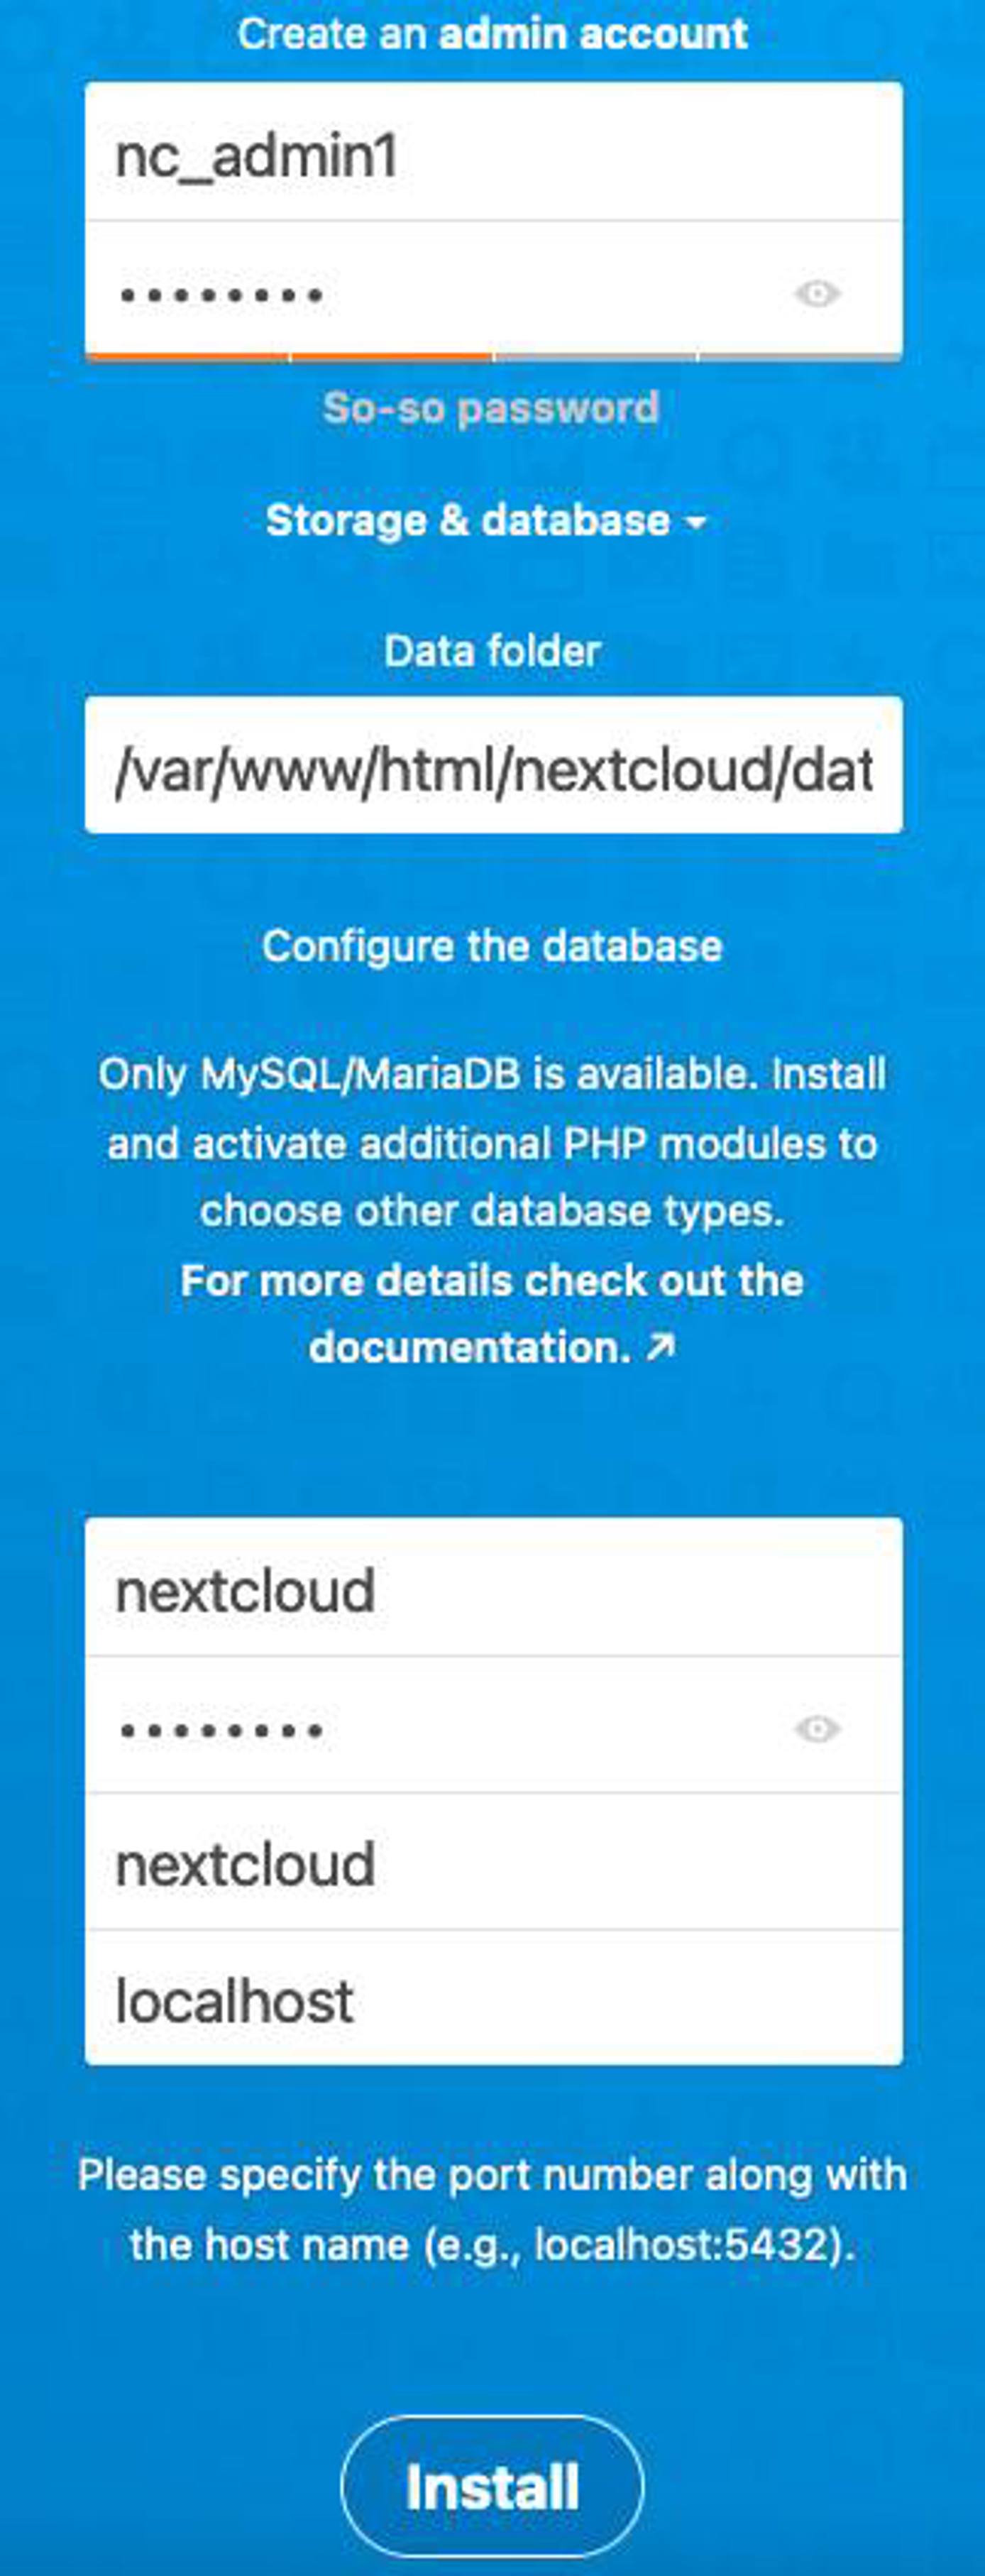 Create an admin account
nc_admin1
••••••••
So-so password
Storage & database
Data folder
/var/www/html/nextcloud/dat
Configure the database
Only MySQL/MariaDB is available. Install
and activate additional PHP modules to
choose other database types.
For more details check out the
documentation. ↗
nextcloud
••••••••
nextcloud
localhost
Please specify the port number along with
the host name (e.g., localhost:5432).
Install